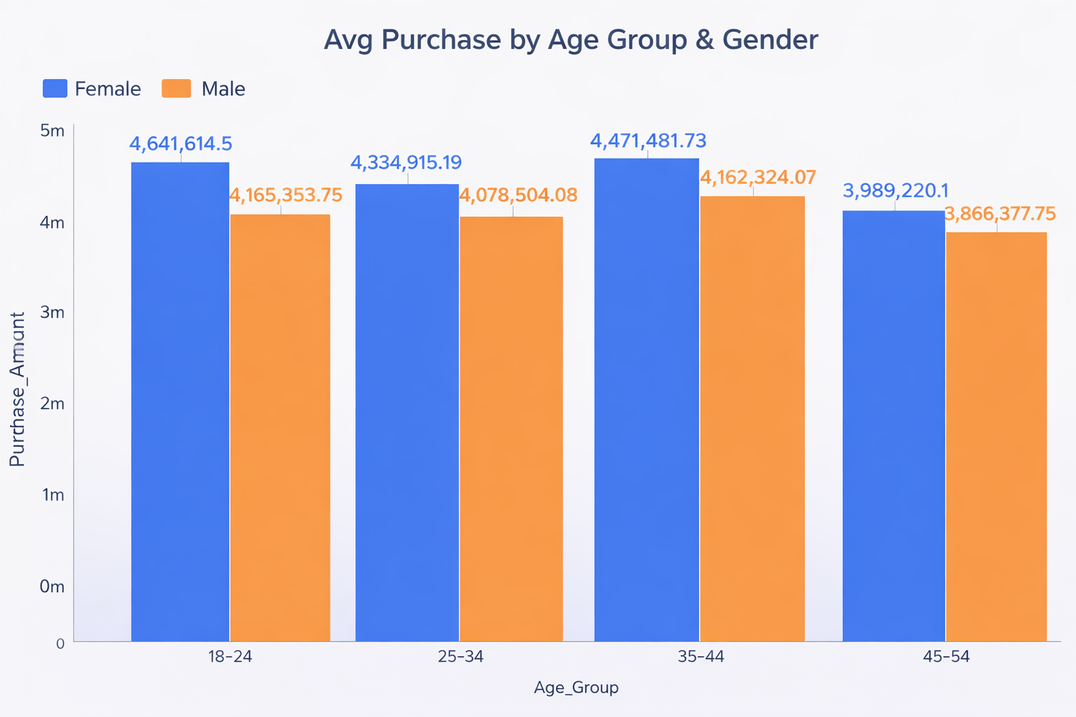 Avg Purchase by Age Group & Gender
Female Male
5m
4,641,614.5 4,334,915.19 4,471,481.73 3,989,220.1
4,165,353.75 4,078,504.08 4,162,324.07 3,866,377.75
4m
3m
2m
1m
0m
0
Purchase_Amount
18-24 25-34 35-44 45-54
Age_Group